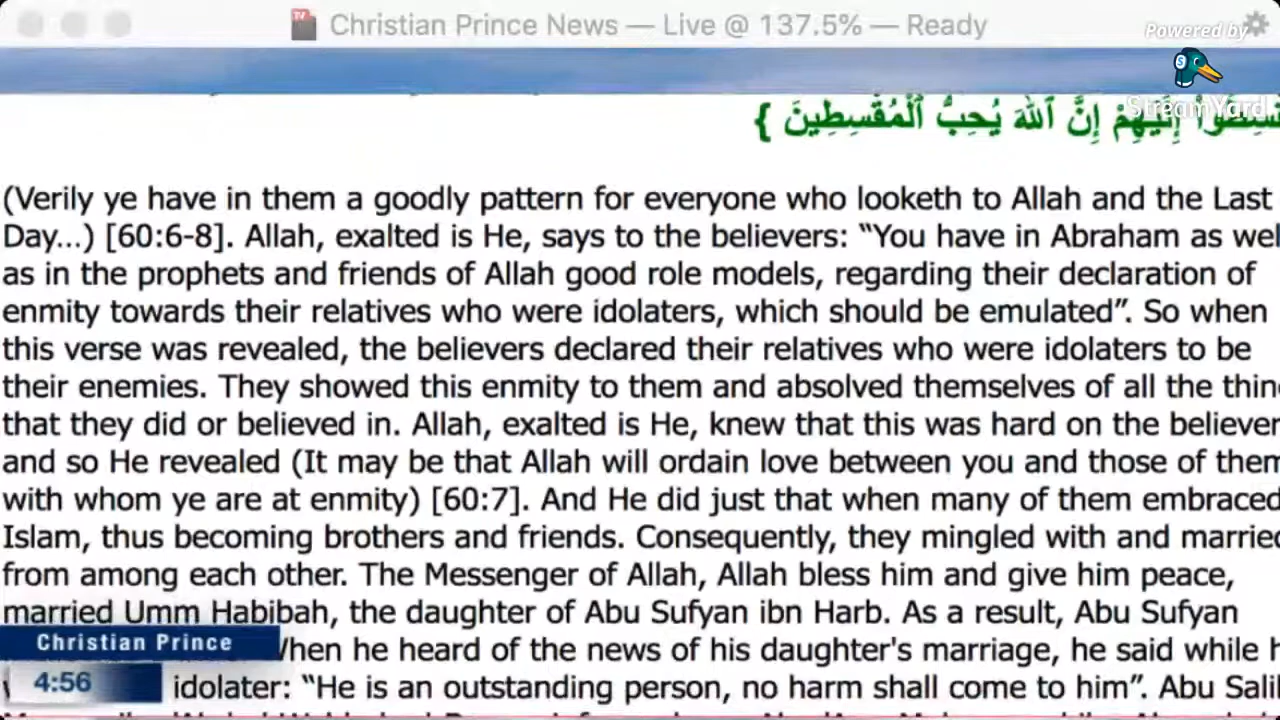 Christian Prince News — Live @ 137.5% — Ready
Powered by
StreamYard
إِلَيْهِمْ إِنَّ ٱللَّهَ يُحِبُّ ٱلْمُقْسِطِينَ }
(Verily ye have in them a goodly pattern for everyone who looketh to Allah and the Last
Day...) [60:6-8]. Allah, exalted is He, says to the believers: “You have in Abraham as wel
as in the prophets and friends of Allah good role models, regarding their declaration of
enmity towards their relatives who were idolaters, which should be emulated”. So when
this verse was revealed, the believers declared their relatives who were idolaters to be
their enemies. They showed this enmity to them and absolved themselves of all the thin
that they did or believed in. Allah, exalted is He, knew that this was hard on the believer
and so He revealed (It may be that Allah will ordain love between you and those of them
with whom ye are at enmity) [60:7]. And He did just that when many of them embraced
Islam, thus becoming brothers and friends. Consequently, they mingled with and married
from among each other. The Messenger of Allah, Allah bless him and give him peace,
married Umm Habibah, the daughter of Abu Sufyan ibn Harb. As a result, Abu Sufyan
When he heard of the news of his daughter's marriage, he said while h
idolater: “He is an outstanding person, no harm shall come to him”. Abu Sali
Christian Prince
4:56